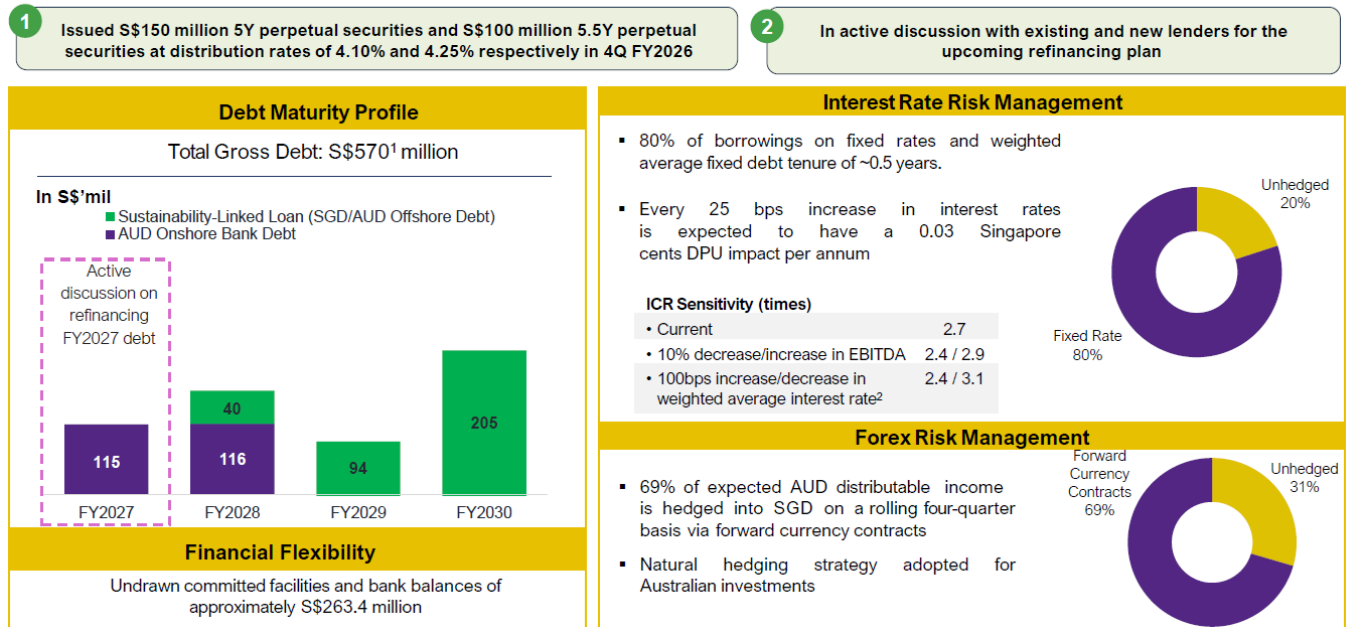 1
Issued S$150 million 5Y perpetual securities and S$100 million 5.5Y perpetual
securities at distribution rates of 4.10% and 4.25% respectively in 4Q FY2026
2
In active discussion with existing and new lenders for the
upcoming refinancing plan
Debt Maturity Profile
Total Gross Debt: S$570¹ million
In S$'mil
Sustainability-Linked Loan (SGD/AUD Offshore Debt)
AUD Onshore Bank Debt
Active
discussion on
refinancing
FY2027 debt
115
40
116
94
205
FY2027
FY2028
FY2029
FY2030
Financial Flexibility
Undrawn committed facilities and bank balances of
approximately S$263.4 million
Interest Rate Risk Management
▪ 80% of borrowings on fixed rates and weighted
average fixed debt tenure of ~0.5 years.
▪ Every 25 bps increase in interest rates
is expected to have a 0.03 Singapore
cents DPU impact per annum
ICR Sensitivity (times)
• Current 2.7
• 10% decrease/increase in EBITDA 2.4 / 2.9
• 100bps increase/decrease in 2.4 / 3.1
weighted average interest rate²
Unhedged
20%
Fixed Rate
80%
Forex Risk Management
▪ 69% of expected AUD distributable income
is hedged into SGD on a rolling four-quarter
basis via forward currency contracts
▪ Natural hedging strategy adopted for
Australian investments
Forward
Currency
Contracts
69%
Unhedged
31%